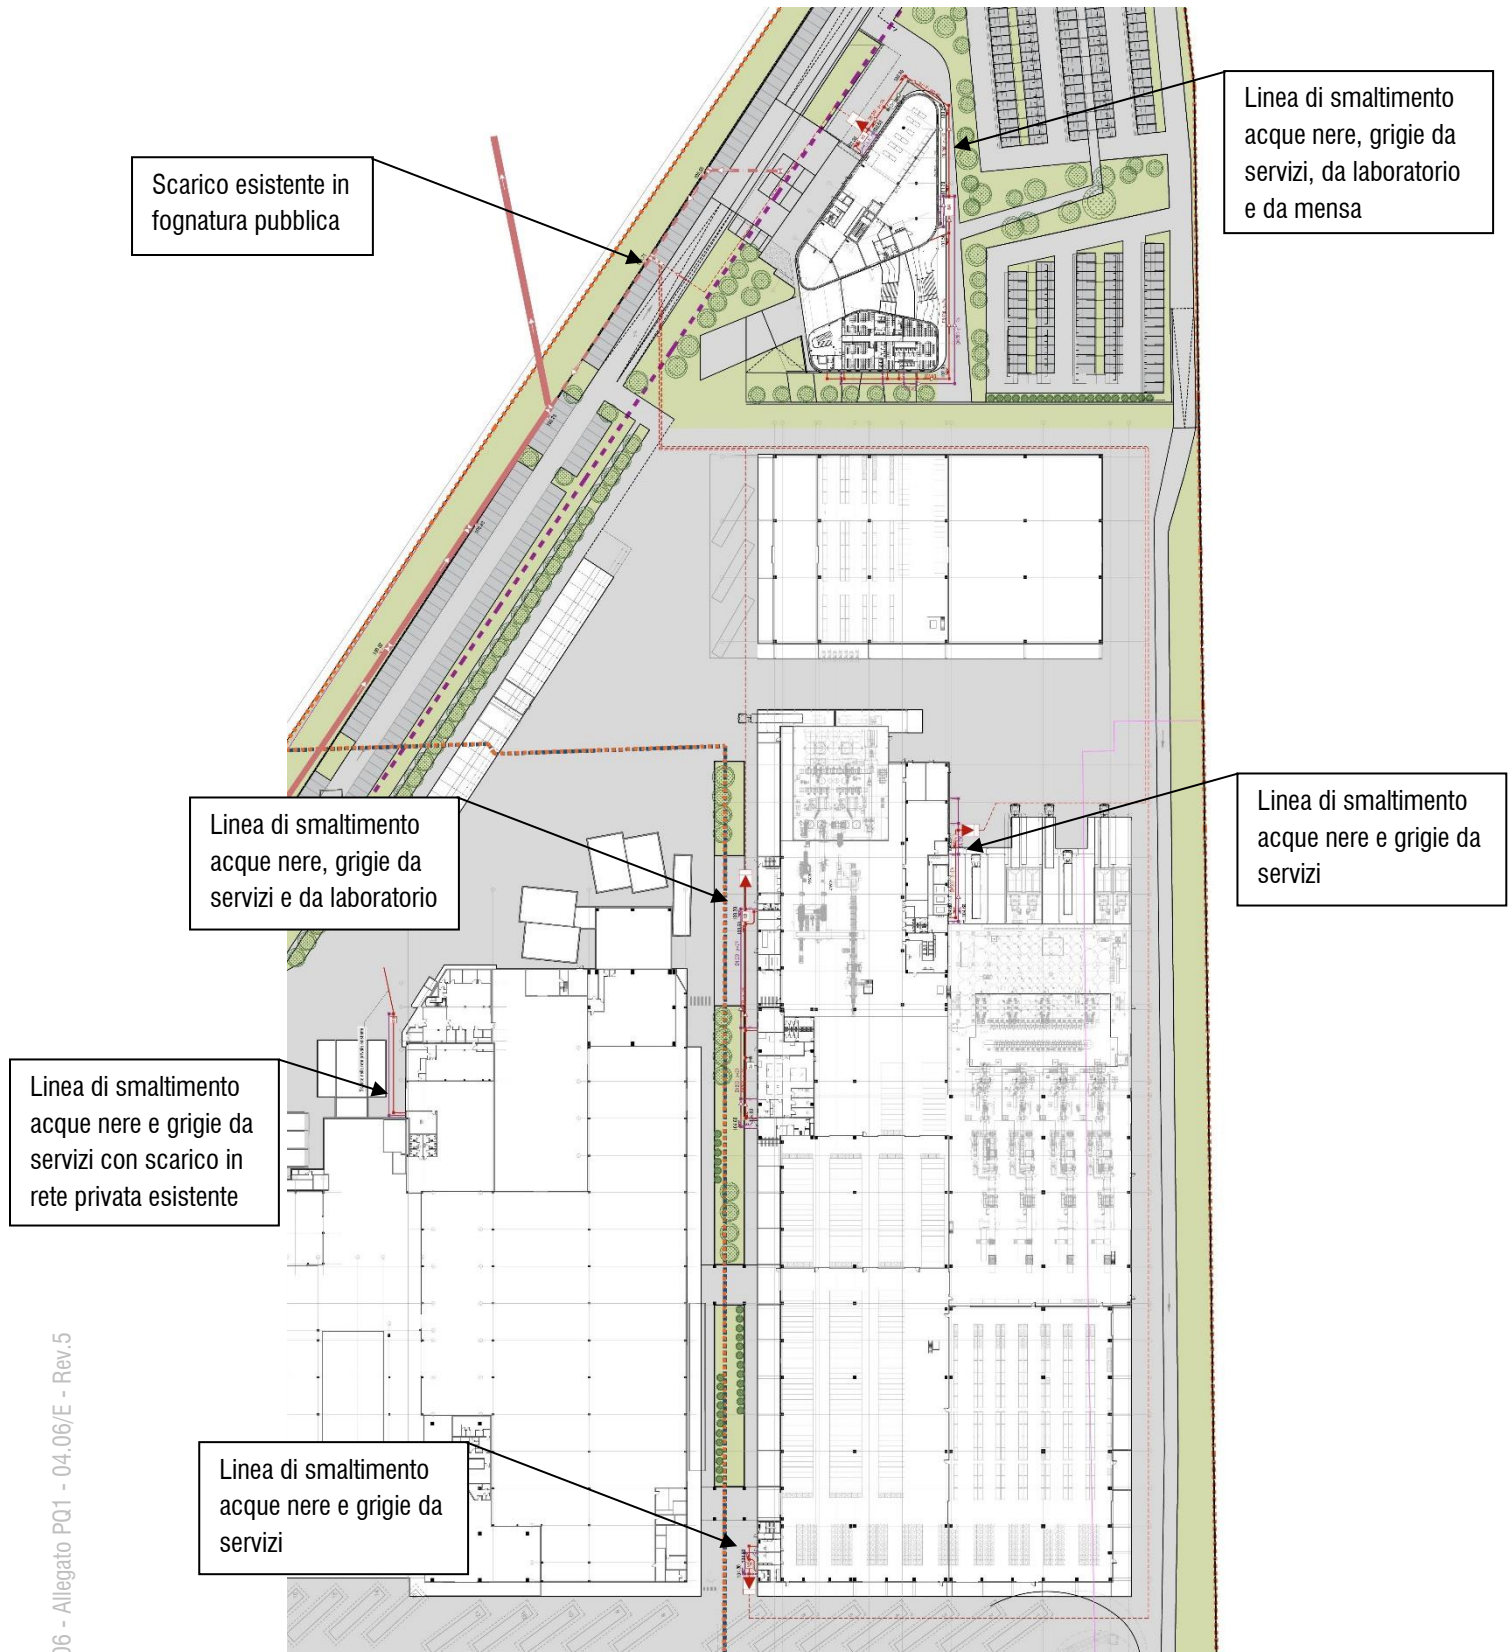 Linea di smaltimento
acque nere, grigie da
servizi, da laboratorio
e da mensa
Scarico esistente in
fognatura pubblica
Linea di smaltimento
acque nere e grigie da
servizi
Linea di smaltimento
acque nere, grigie da
servizi e da laboratorio
Linea di smaltimento
acque nere e grigie da
servizi con scarico in
rete privata esistente
Linea di smaltimento
acque nere e grigie da
servizi
06 - Allegato PQ1 - 04.06/E - Rev.5